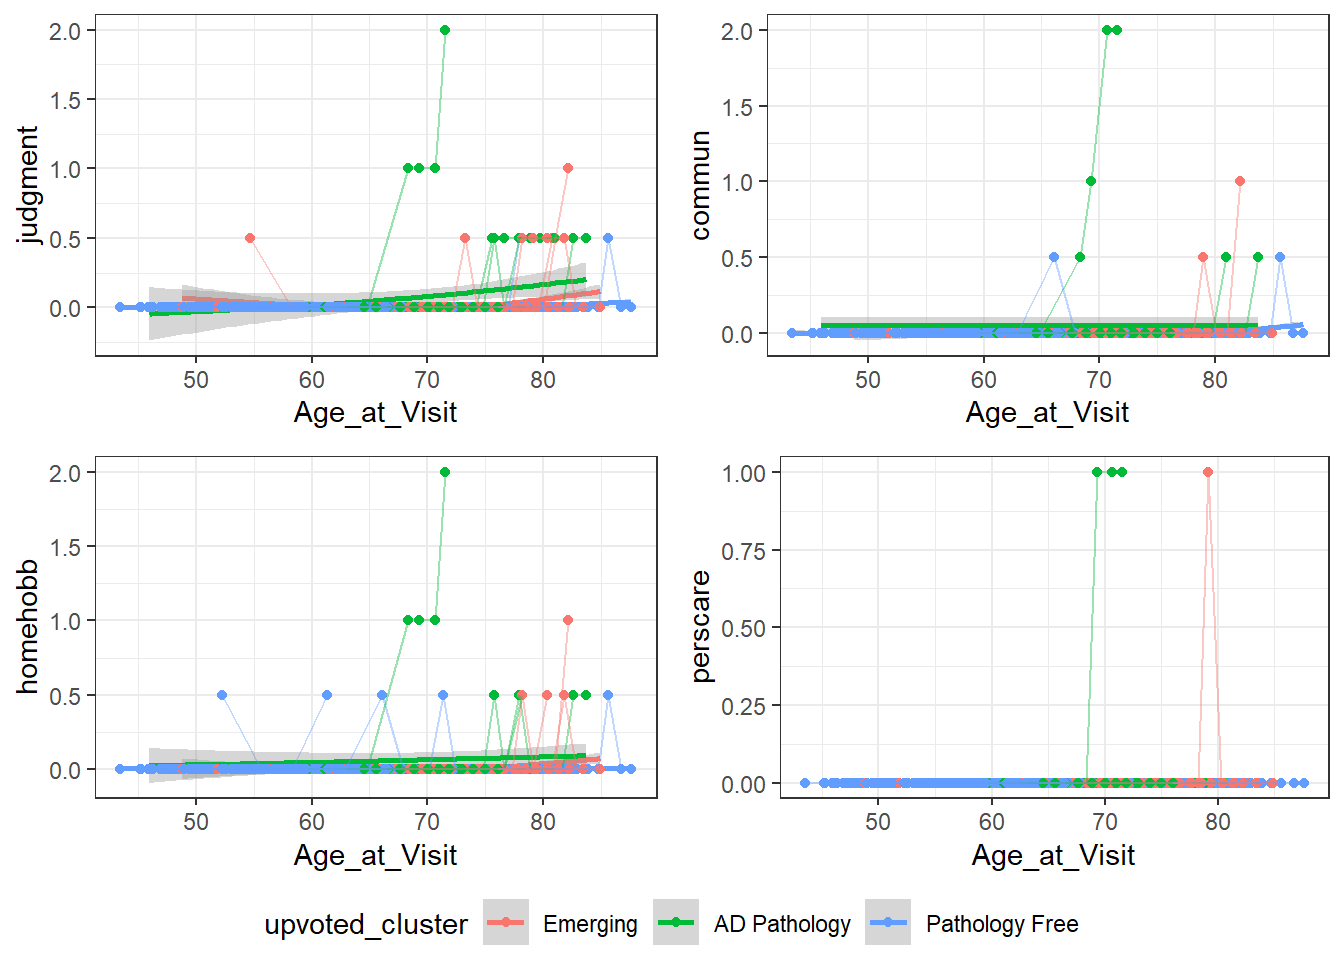 judgment
2.0
1.5
1.0
0.5
0.0
50 60 70 80
Age_at_Visit
commun
2.0
1.5
1.0
0.5
0.0
50 60 70 80
Age_at_Visit
homehobb
2.0
1.5
1.0
0.5
0.0
50 60 70 80
Age_at_Visit
perscare
1.00
0.75
0.50
0.25
0.00
50 60 70 80
Age_at_Visit
upvoted_cluster Emerging AD Pathology Pathology Free